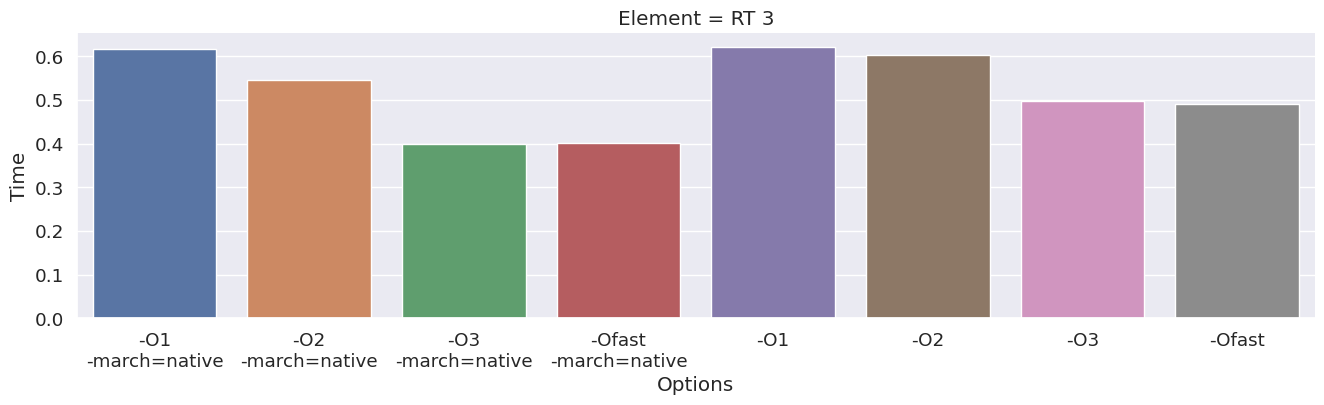 Element = RT 3
Time
0.6
0.5
0.4
0.3
0.2
0.1
0.0
-O1 -O2 -O3 -Ofast -O1 -O2 -O3 -Ofast
-march=native -march=native -march=native -march=native
Options